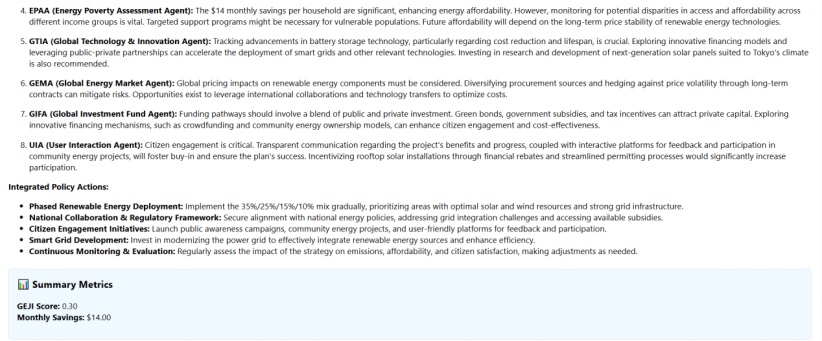 4. EPAA (Energy Poverty Assessment Agent): The $14 monthly savings per household are significant, enhancing energy affordability. However, monitoring for potential disparities in access and affordability across
different income groups is vital. Targeted support programs might be necessary for vulnerable populations. Future affordability will depend on the long-term price stability of renewable energy technologies.
5. GTIA (Global Technology & Innovation Agent): Tracking advancements in battery storage technology, particularly regarding cost reduction and lifespan, is crucial. Exploring innovative financing models and
leveraging public-private partnerships can accelerate the deployment of smart grids and other relevant technologies. Investing in research and development of next-generation solar panels suited to Tokyo's climate
is also recommended.
6. GEMA (Global Energy Market Agent): Global pricing impacts on renewable energy components must be considered. Diversifying procurement sources and hedging against price volatility through long-term
contracts can mitigate risks. Opportunities exist to leverage international collaborations and technology transfers to optimize costs.
7. GIFA (Global Investment Fund Agent): Funding pathways should involve a blend of public and private investment. Green bonds, government subsidies, and tax incentives can attract private capital. Exploring
innovative financing mechanisms, such as crowdfunding and community energy ownership models, can enhance citizen engagement and cost-effectiveness.
8. UIA (User Interaction Agent): Citizen engagement is critical. Transparent communication regarding the project's benefits and progress, coupled with interactive platforms for feedback and participation in
community energy projects, will foster buy-in and ensure the plan's success. Incentivizing rooftop solar installations through financial rebates and streamlined permitting processes would significantly increase
participation.
Integrated Policy Actions:
• Phased Renewable Energy Deployment: Implement the 35%/25%/15%/10% mix gradually, prioritizing areas with optimal solar and wind resources and strong grid infrastructure.
• National Collaboration & Regulatory Framework: Secure alignment with national energy policies, addressing grid integration challenges and accessing available subsidies.
• Citizen Engagement Initiatives: Launch public awareness campaigns, community energy projects, and user-friendly platforms for feedback and participation.
• Smart Grid Development: Invest in modernizing the power grid to effectively integrate renewable energy sources and enhance efficiency.
• Continuous Monitoring & Evaluation: Regularly assess the impact of the strategy on emissions, affordability, and citizen satisfaction, making adjustments as needed.
Summary Metrics
GEJI Score: 0.30
Monthly Savings: $14.00